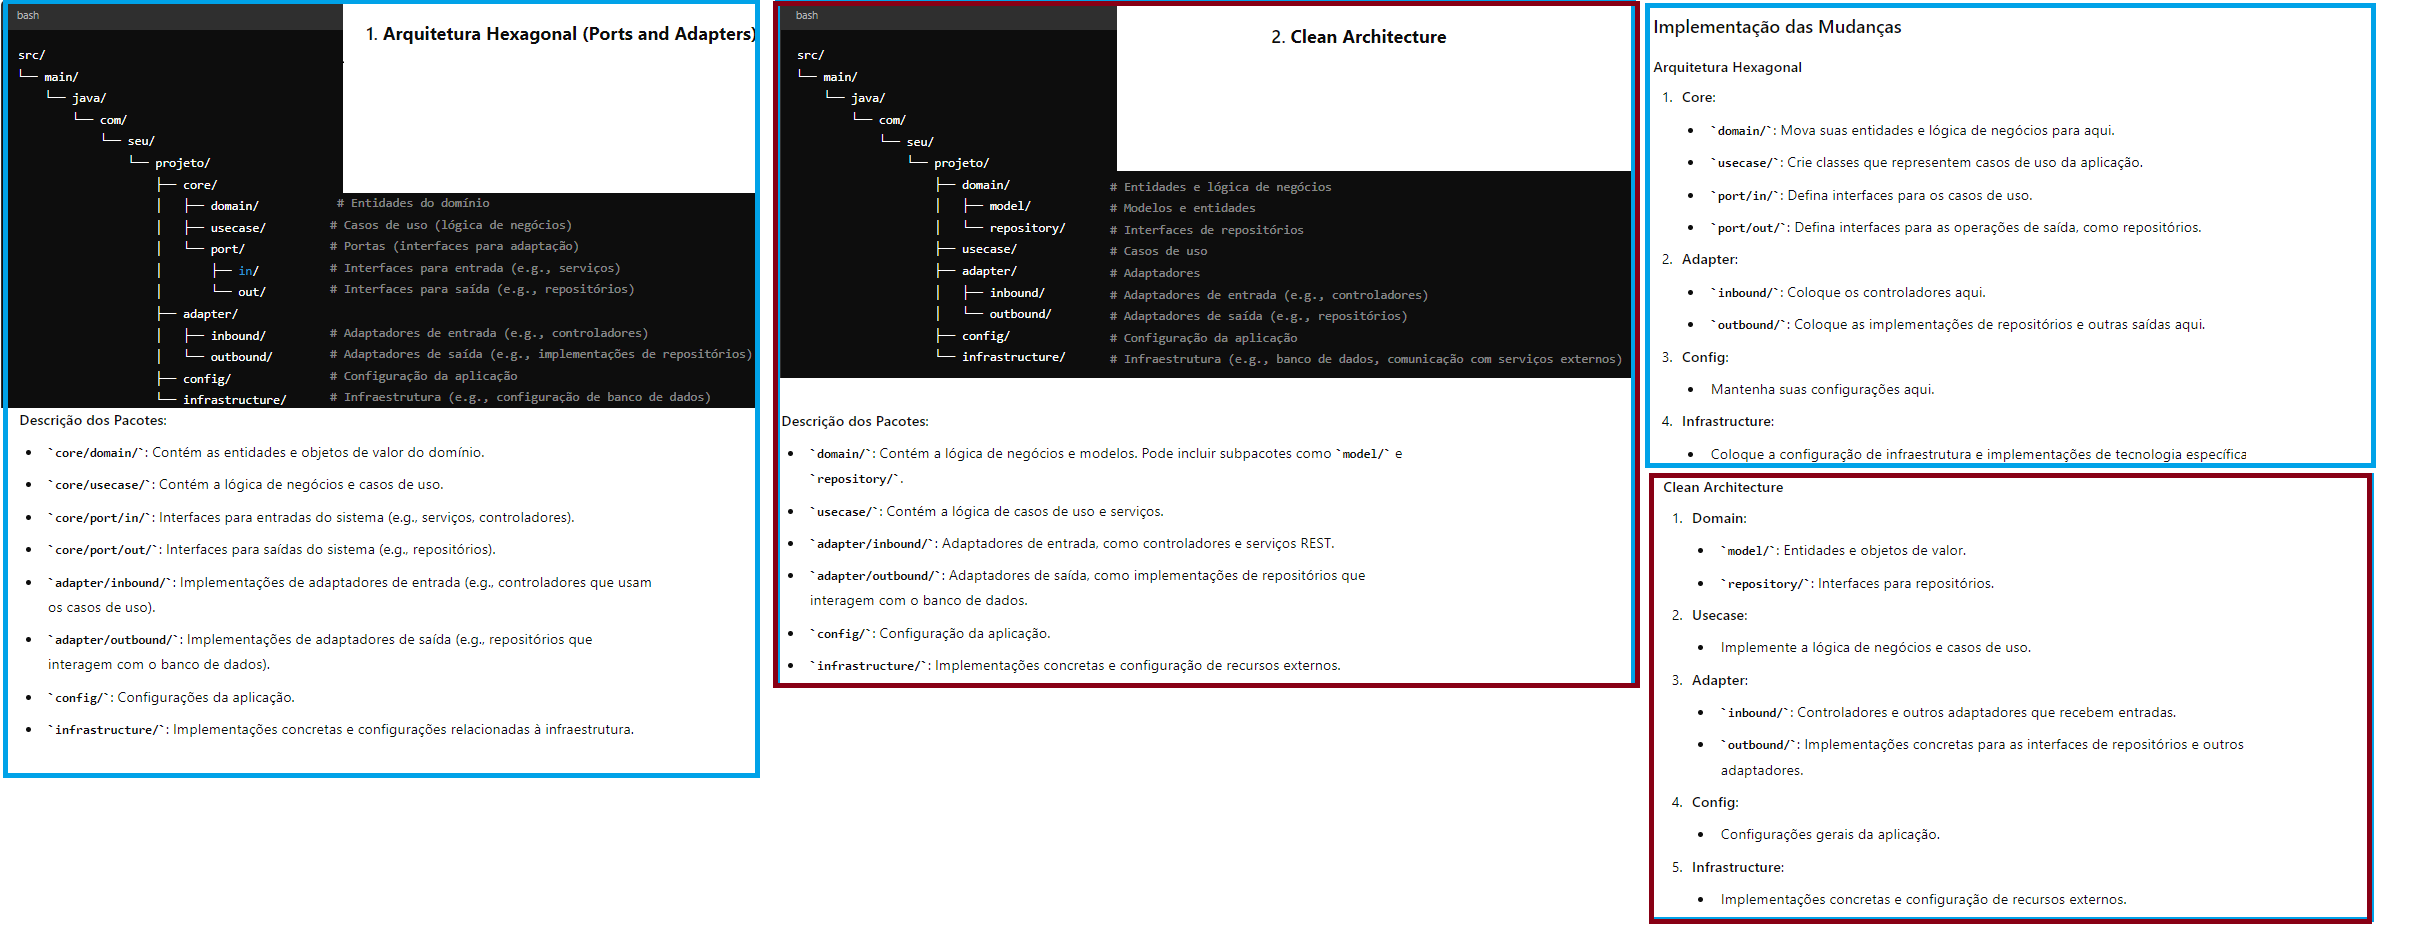 bash
1. Arquitetura Hexagonal (Ports and Adapters)
src/
└── main/
    └── java/
        └── com/
            └── seu/
                └── projeto/
                    ├── core/
                    │   ├── domain/ # Entidades do domínio
                    │   ├── usecase/ # Casos de uso (lógica de negócios)
                    │   └── port/ # Portas (interfaces para adaptação)
                    │       ├── in/ # Interfaces para entrada (e.g., serviços)
                    │       └── out/ # Interfaces para saída (e.g., repositórios)
                    ├── adapter/
                    │   ├── inbound/ # Adaptadores de entrada (e.g., controladores)
                    │   └── outbound/ # Adaptadores de saída (e.g., implementações de repositórios)
                    ├── config/ # Configuração da aplicação
                    └── infrastructure/ # Infraestrutura (e.g., configuração de banco de dados)
Descrição dos Pacotes:
• `core/domain/`: Contém as entidades e objetos de valor do domínio.
• `core/usecase/`: Contém a lógica de negócios e casos de uso.
• `core/port/in/`: Interfaces para entradas do sistema (e.g., serviços, controladores).
• `core/port/out/`: Interfaces para saídas do sistema (e.g., repositórios).
• `adapter/inbound/`: Implementações de adaptadores de entrada (e.g., controladores que usam
os casos de uso).
• `adapter/outbound/`: Implementações de adaptadores de saída (e.g., repositórios que
interagem com o banco de dados).
• `config/`: Configurações da aplicação.
• `infrastructure/`: Implementações concretas e configurações relacionadas à infraestrutura.
bash
2. Clean Architecture
src/
└── main/
    └── java/
        └── com/
            └── seu/
                └── projeto/
                    ├── domain/ # Entidades e lógica de negócios
                    │   ├── model/ # Modelos e entidades
                    │   └── repository/ # Interfaces de repositórios
                    ├── usecase/ # Casos de uso
                    ├── adapter/ # Adaptadores
                    │   ├── inbound/ # Adaptadores de entrada (e.g., controladores)
                    │   └── outbound/ # Adaptadores de saída (e.g., repositórios)
                    ├── config/ # Configuração da aplicação
                    └── infrastructure/ # Infraestrutura (e.g., banco de dados, comunicação com serviços externos)
Descrição dos Pacotes:
• `domain/`: Contém a lógica de negócios e modelos. Pode incluir subpacotes como `model/` e
`repository/`.
• `usecase/`: Contém a lógica de casos de uso e serviços.
• `adapter/inbound/`: Adaptadores de entrada, como controladores e serviços REST.
• `adapter/outbound/`: Adaptadores de saída, como implementações de repositórios que
interagem com o banco de dados.
• `config/`: Configuração da aplicação.
• `infrastructure/`: Implementações concretas e configuração de recursos externos.
Implementação das Mudanças
Arquitetura Hexagonal
1. Core:
• `domain/`: Mova suas entidades e lógica de negócios para aqui.
• `usecase/`: Crie classes que representem casos de uso da aplicação.
• `port/in/`: Defina interfaces para os casos de uso.
• `port/out/`: Defina interfaces para as operações de saída, como repositórios.
2. Adapter:
• `inbound/`: Coloque os controladores aqui.
• `outbound/`: Coloque as implementações de repositórios e outras saídas aqui.
3. Config:
• Mantenha suas configurações aqui.
4. Infrastructure:
• Coloque a configuração de infraestrutura e implementações de tecnologia específica
Clean Architecture
1. Domain:
• `model/`: Entidades e objetos de valor.
• `repository/`: Interfaces para repositórios.
2. Usecase:
• Implemente a lógica de negócios e casos de uso.
3. Adapter:
• `inbound/`: Controladores e outros adaptadores que recebem entradas.
• `outbound/`: Implementações concretas para as interfaces de repositórios e outros
adaptadores.
4. Config:
• Configurações gerais da aplicação.
5. Infrastructure:
• Implementações concretas e configuração de recursos externos.